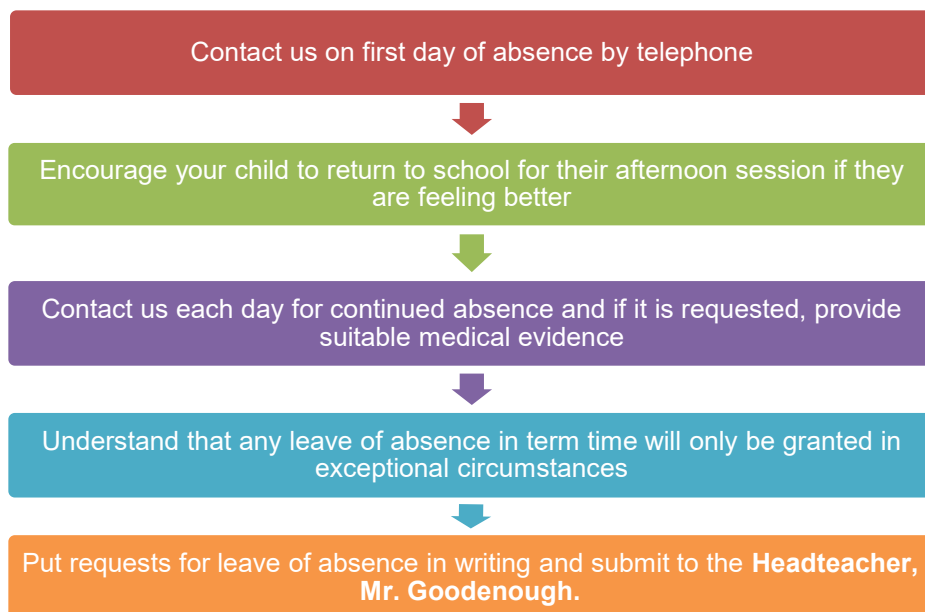 Contact us on first day of absence by telephone
Encourage your child to return to school for their afternoon session if they
are feeling better
Contact us each day for continued absence and if it is requested, provide
suitable medical evidence
Understand that any leave of absence in term time will only be granted in
exceptional circumstances
Put requests for leave of absence in writing and submit to the Headteacher,
Mr. Goodenough.